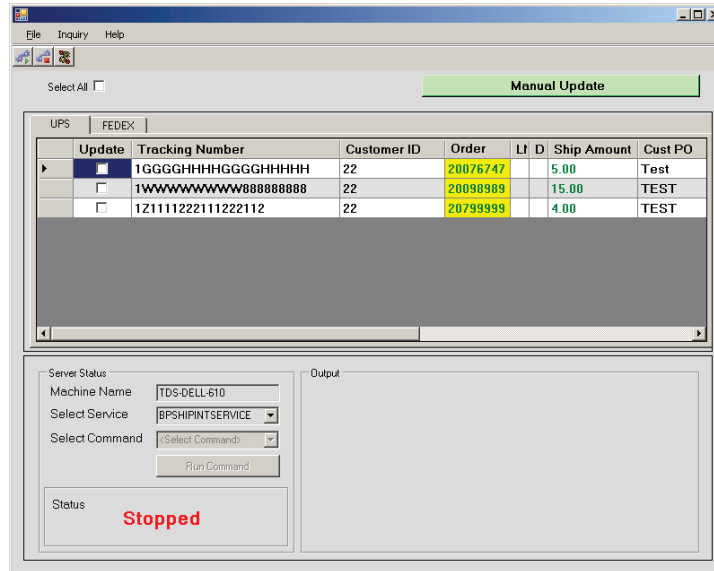 File Inquiry Help
Select All
Manual Update
UPS FEDEX
Update Tracking Number Customer ID Order D Ship Amount Cust PO
1GGGGHHHHGGGGHHHHH 22 20076747 5.00 Test
1WWWWWWWW888888888 22 20098989 15.00 TEST
1Z1111222111222112 22 20799999 4.00 TEST
Server Status
Output
Machine Name TDS-DELL-610
Select Service BPSHIPINTSERVICE
Select Command <Select Command>
Run Command
Status
Stopped